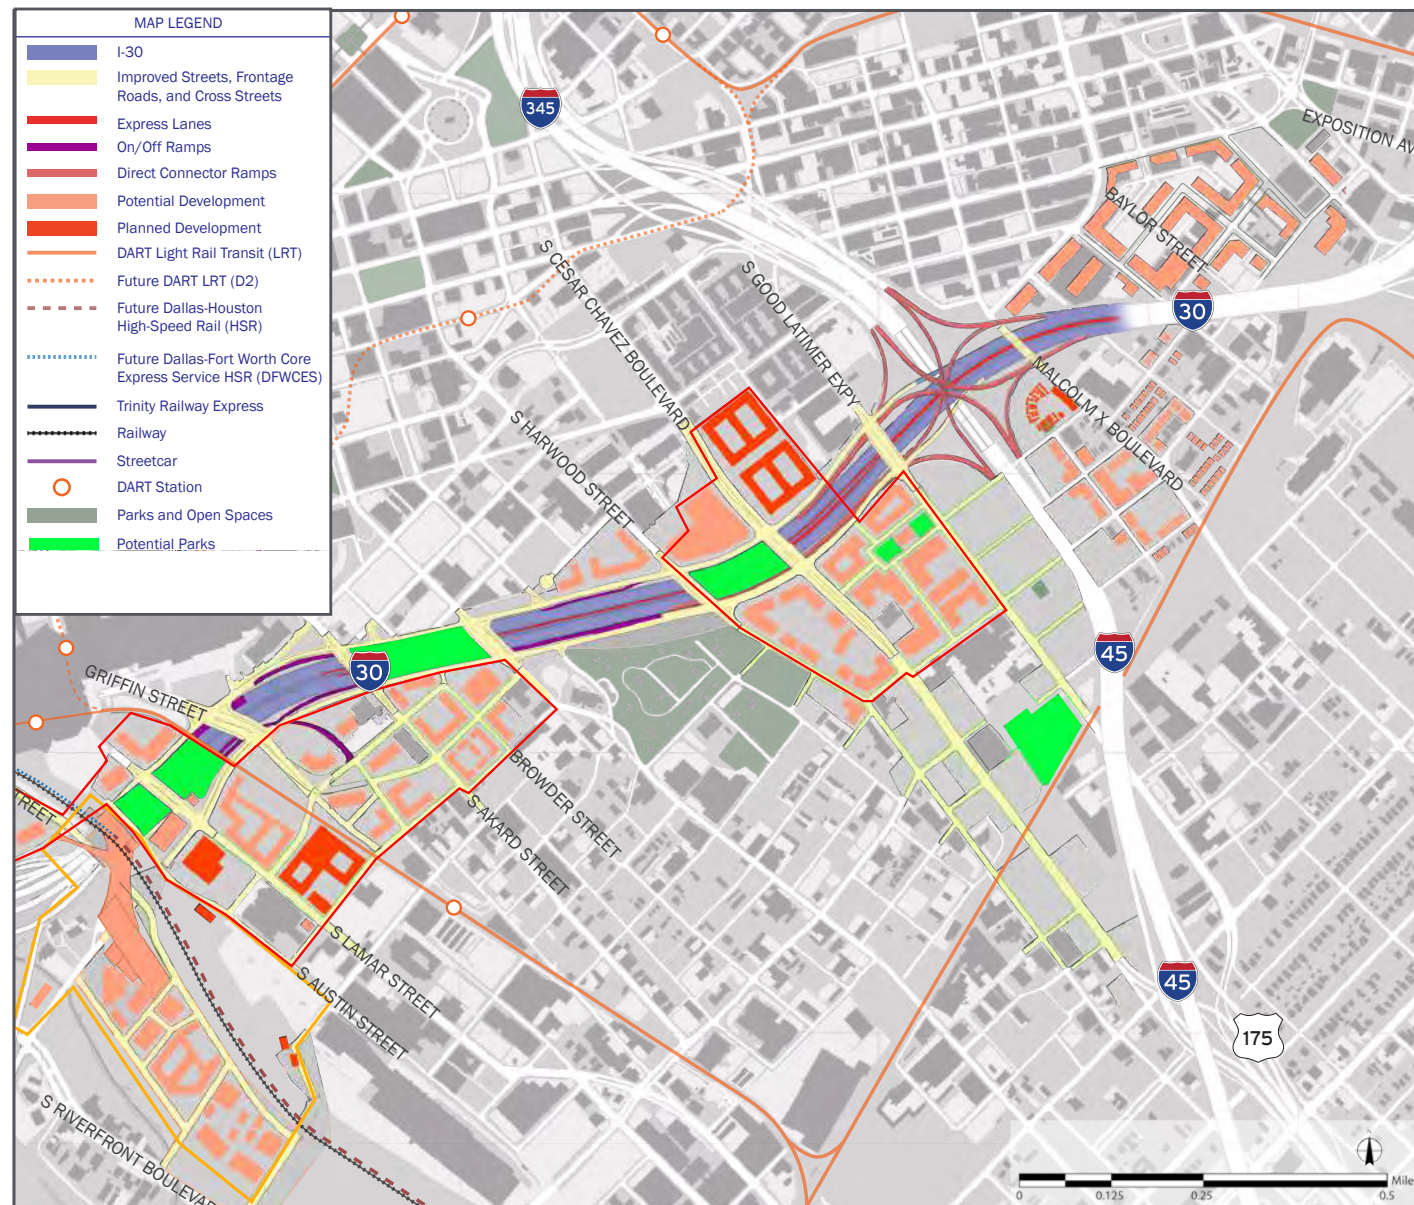 MAP LEGEND
I-30
Improved Streets, Frontage
Roads, and Cross Streets
Express Lanes
On/Off Ramps
Direct Connector Ramps
Potential Development
Planned Development
DART Light Rail Transit (LRT)
Future DART LRT (D2)
Future Dallas-Houston
High-Speed Rail (HSR)
Future Dallas-Fort Worth Core
Express Service HSR (DFWCES)
Trinity Railway Express
Railway
Streetcar
DART Station
Parks and Open Spaces
Potential Parks
345
EXPOSITION AV
BAYLOR STREET
30
S CESAR CHAVEZ BOULEVARD
S GOOD LATIMER EXPY
MALCOLM X BOULEVARD
S HARWOOD STREET
45
30
GRIFFIN STREET
BROWDER STREET
S AKARD STREET
TREET
S LAMAR STREET
S AUSTIN STREET
45
175
S RIVERFRONT BOULEVAR
Mile
0 0.125 0.25 0.5